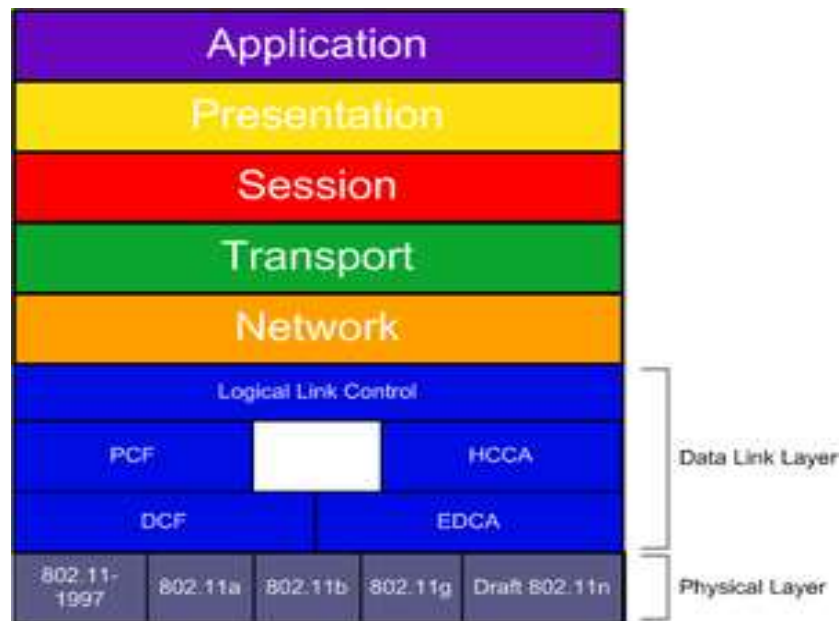 Application
Presentation
Session
Transport
Network
Logical Link Control
PCF
HCCA
Data Link Layer
DCF
EDCA
802.11-
1997
802.11a
802.11b
802.11g
Draft 802.11n
Physical Layer